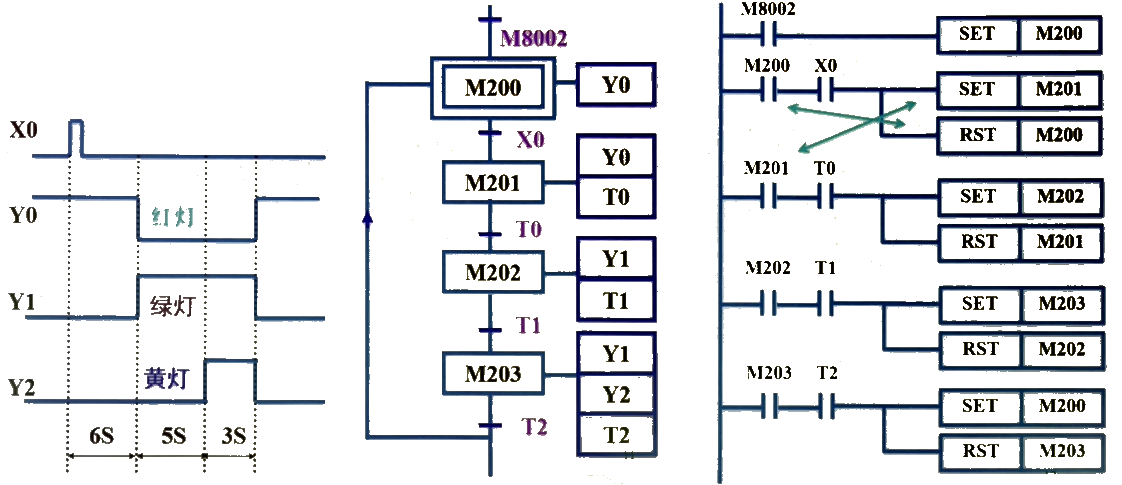 X0
Y0
红灯
Y1
绿灯
Y2
黄灯
6S 5S 3S
M8002
M200 Y0
X0
M201 Y0
T0
T0
M202 Y1
T1
T1
M203 Y1
Y2
T2
T2
M8002
SET M200
M200 X0
SET M201
RST M200
M201 T0
SET M202
RST M201
M202 T1
SET M203
RST M202
M203 T2
SET M200
RST M203